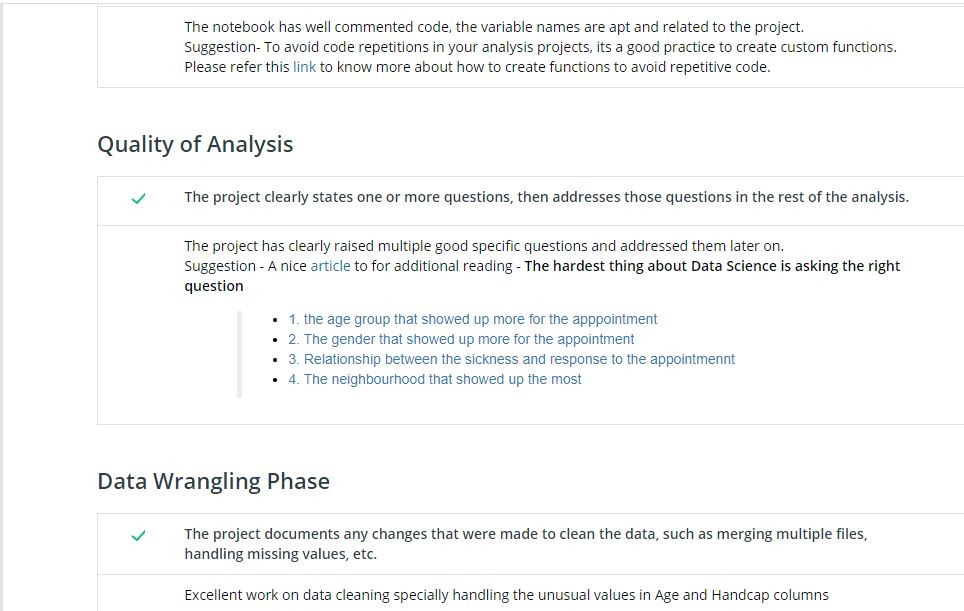 The notebook has well commented code, the variable names are apt and related to the project.
Suggestion- To avoid code repetitions in your analysis projects, its a good practice to create custom functions.
Please refer this link to know more about how to create functions to avoid repetitive code.
Quality of Analysis
The project clearly states one or more questions, then addresses those questions in the rest of the analysis.
The project has clearly raised multiple good specific questions and addressed them later on.
Suggestion - A nice article to for additional reading - The hardest thing about Data Science is asking the right
question
1. the age group that showed up more for the apppointment
2. The gender that showed up more for the appointment
3. Relationship between the sickness and response to the appointmennt
4. The neighbourhood that showed up the most
Data Wrangling Phase
The project documents any changes that were made to clean the data, such as merging multiple files,
handling missing values, etc.
Excellent work on data cleaning specially handling the unusual values in Age and Handcap columns